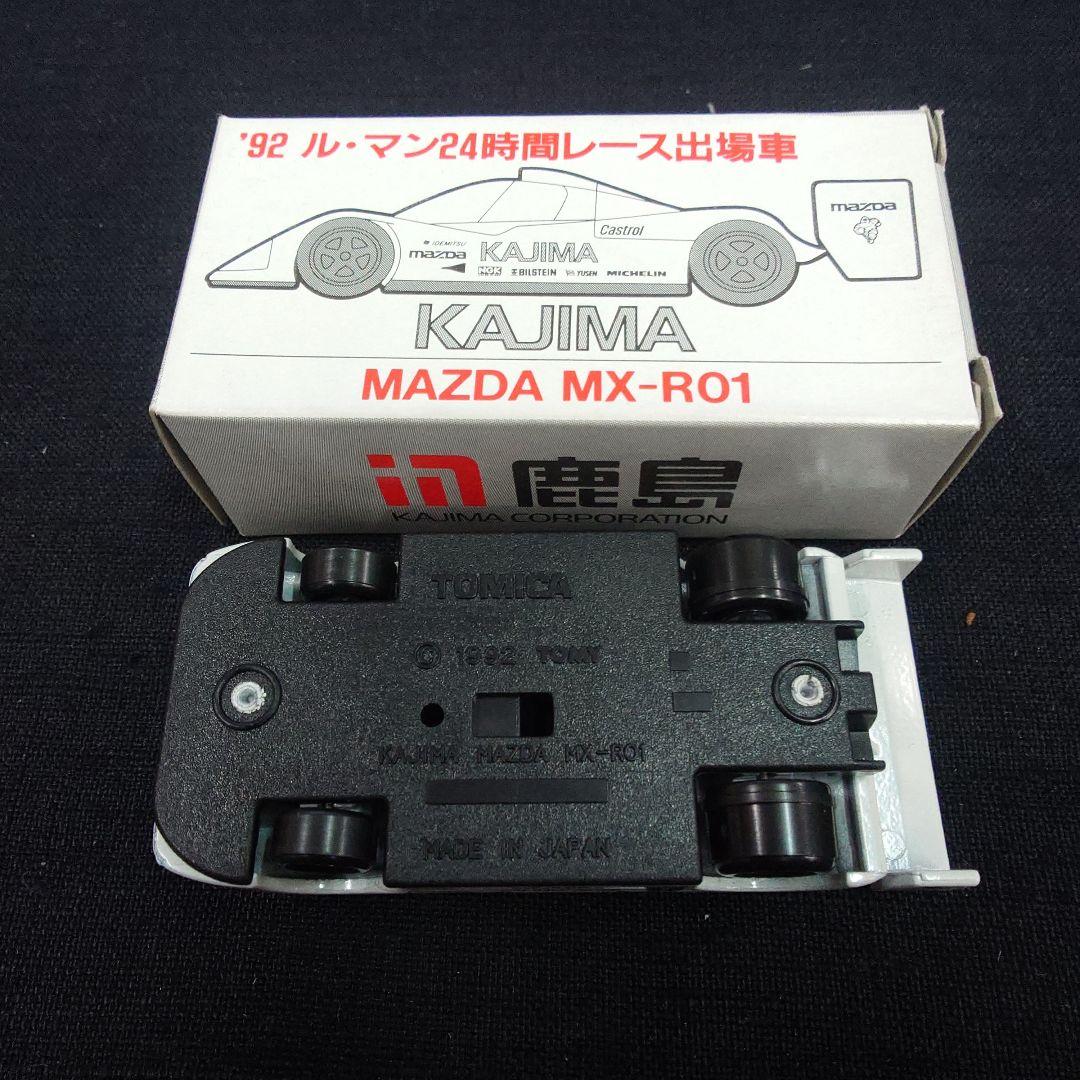 '92 ル・マン24時間レース出場車
mazda
Castrol
IDEMITSU
mazda
KAJIMA
NGK
BILSTEIN
YUSEN
MICHELIN
KAJIMA
MAZDA MX-R01
鹿島
KAJIMA CORPORATION
TOMICA
© 1992 TOMY
KAJIMA MAZDA MX-R01
MADE IN JAPAN